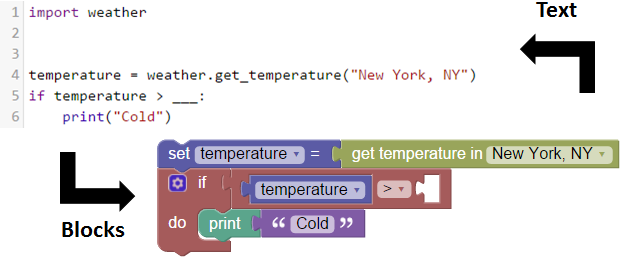 Text
1 import weather
2
3
4 temperature = weather.get_temperature("New York, NY")
5 if temperature > ___:
6     print("Cold")
set temperature = get temperature in New York, NY
if temperature >
do print “ Cold ”
Blocks